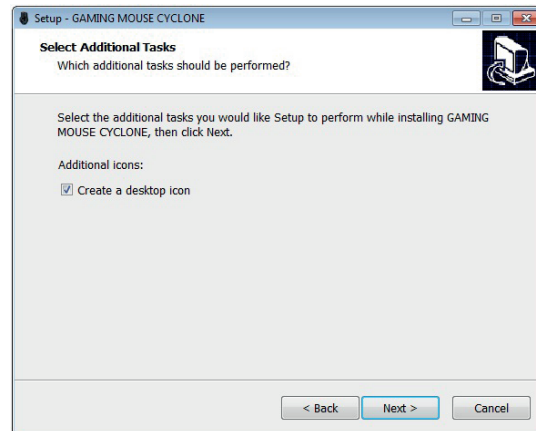 Setup - GAMING MOUSE CYCLONE
Select Additional Tasks
Which additional tasks should be performed?
Select the additional tasks you would like Setup to perform while installing GAMING
MOUSE CYCLONE, then click Next.
Additional icons:
Create a desktop icon
< Back
Next >
Cancel